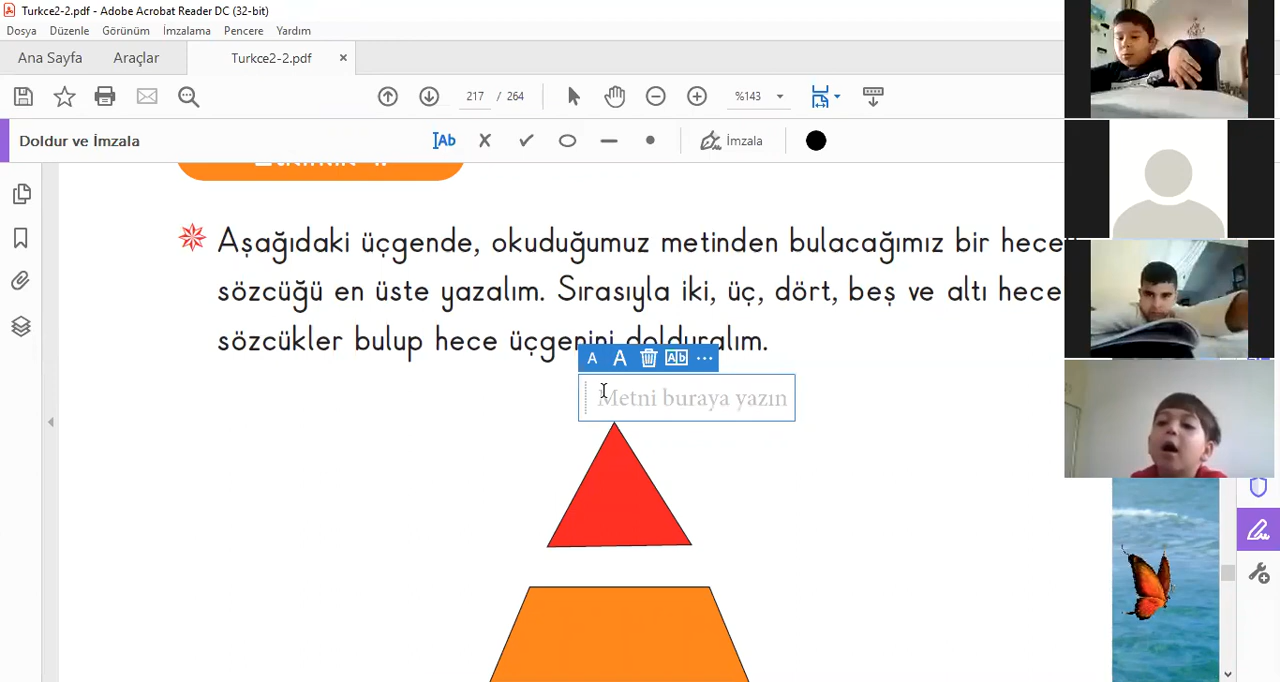 Turkce2-2.pdf - Adobe Acrobat Reader DC (32-bit)
Dosya Düzenle Görünüm İmzalama Pencere Yardım
Ana Sayfa Araçlar Turkce2-2.pdf ×
217 / 264 %143
Doldur ve İmzala Ab İmzala
Aşağıdaki üçgende, okuduğumuz metinden bulacağımız bir hece
sözcüğü en üste yazalım. Sırasıyla iki, üç, dört, beş ve altı hece
sözcükler bulup hece üçgenini dolduralım.
A A Ab ...
Metni buraya yazın